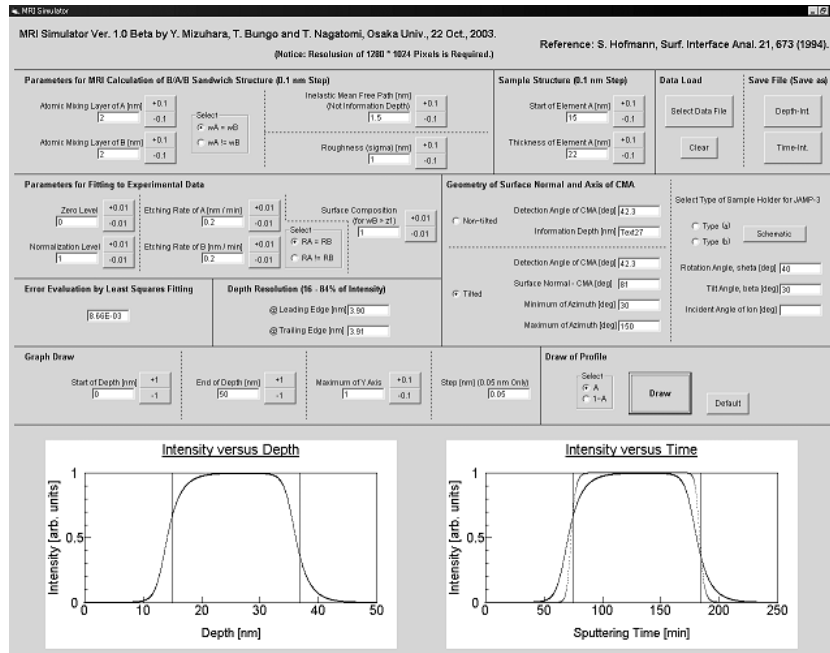 MRI Simulator
MRI Simulator Ver. 1.0 Beta by Y. Mizuhara, T. Bungo and T. Nagatomi, Osaka Univ., 22 Oct., 2003.
(Notice: Resolusion of 1280 * 1024 Pixels is Required.)
Reference: S. Hofmann, Surf. Interface Anal. 21, 673 (1994).
Parameters for MRI Calculation of B/A/B Sandwich Structure (0.1 nm Step)
Atomic Mixing Layer of A [nm]
2
+0.1
-0.1
Atomic Mixing Layer of B [nm]
2
+0.1
-0.1
Select
wA = wB
wA != wB
Inelastic Mean Free Path [nm]
(Not Information Depth)
1.5
+0.1
-0.1
Roughness (sigma) [nm]
1
+0.1
-0.1
Sample Structure (0.1 nm Step)
Start of Element A [nm]
15
+0.1
-0.1
Thickness of Element A [nm]
22
+0.1
-0.1
Data Load
Select Data File
Clear
Save File (Save as)
Depth-Int.
Time-Int.
Parameters for Fitting to Experimental Data
Zero Level
0
+0.01
-0.01
Normalization Level
1
+0.01
-0.01
Etching Rate of A [nm / min]
0.2
+0.01
-0.01
Etching Rate of B [nm / min]
0.2
+0.01
-0.01
Select
RA = RB
RA != RB
Surface Composition
(for wB > z1)
1
+0.01
-0.01
Geometry of Surface Normal and Axis of CMA
Non-tilted
Detection Angle of CMA [deg] 42.3
Information Depth [nm] Text27
Tilted
Detection Angle of CMA [deg] 42.3
Surface Normal - CMA [deg] 81
Minimum of Azimuth [deg] 30
Maximum of Azimuth [deg] 150
Select Type of Sample Holder for JAMP-3
Type (a)
Type (b)
Schematic
Rotation Angle, sheta [deg] 40
Tilt Angle, beta [deg] 30
Incident Angle of Ion [deg]
Error Evaluation by Least Squares Fitting
8.66E-03
Depth Resolution (16 - 84% of Intensity)
@ Leading Edge [nm] 3.90
@ Trailing Edge [nm] 3.91
Graph Draw
Start of Depth [nm]
0
+1
-1
End of Depth [nm]
50
+1
-1
Maximum of Y Axis
1
+0.1
-0.1
Step [nm] (0.05 nm Only)
0.05
Draw of Profile
Select
A
1-A
Draw
Default
Intensity versus Depth
Intensity [arb. units]
1
0.5
0
0 10 20 30 40 50
Depth [nm]
Intensity versus Time
Intensity [arb. units]
1
0.5
0
0 50 100 150 200 250
Sputtering Time [min]